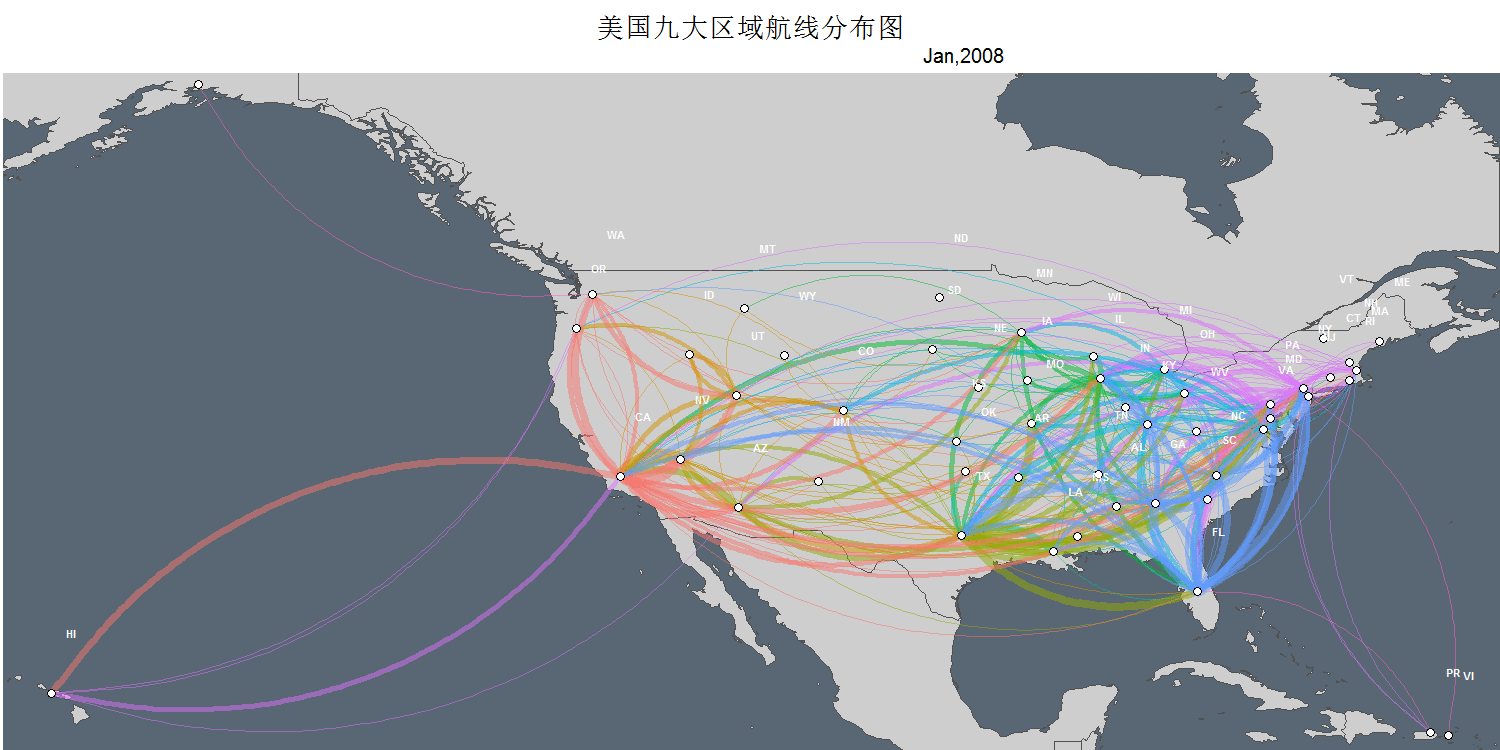 美国九大区域航线分布图
Jan,2008
WA
ND
MT
OR
MN
VT
ME
ID
WY
SD
WI
MI
NH
MA
CT
RI
NE
IA
IL
NY
NJ
UT
OH
PA
CO
IN
MD
MO
KY
WV
VA
KS
NV
CA
NM
OK
AR
TN
NC
AZ
AL
GA
SC
TX
MS
LA
FL
HI
PR
VI